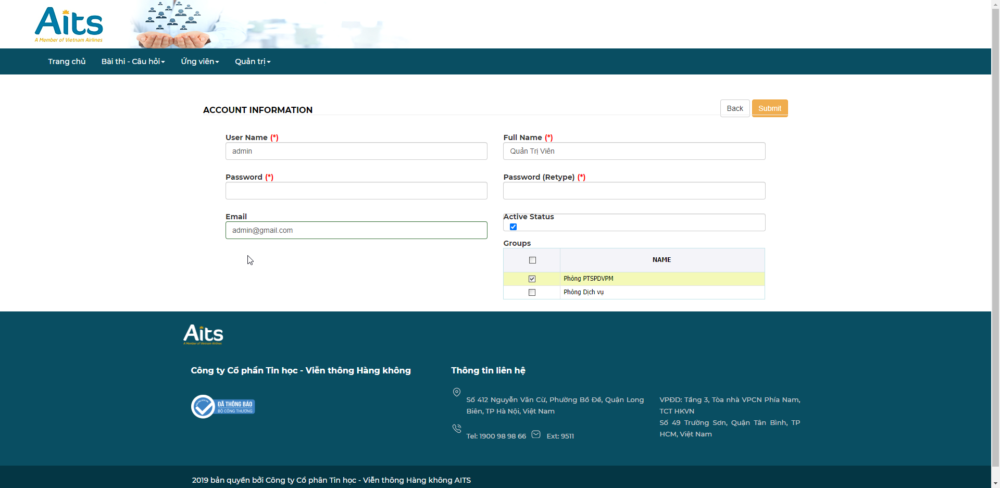 Aits
A Member of Vietnam Airlines
Trang chủ
Bài thi - Câu hỏi
Ứng viên
Quản trị
ACCOUNT INFORMATION
Back
Submit
User Name (*)
Full Name (*)
admin
Quản Trị Viên
Password (*)
Password (Retype) (*)
Email
Active Status
admin@gmail.com
Groups
NAME
Phòng PTSPDVPM
Phòng Dịch vụ
Aits
A Member of Vietnam Airlines
Công ty Cổ phần Tin học - Viễn thông Hàng không
ĐÃ THÔNG BÁO
BỘ CÔNG THƯƠNG
Thông tin liên hệ
Số 412 Nguyễn Văn Cừ, Phường Bồ Đề, Quận Long
Biên, TP Hà Nội, Việt Nam
Tel: 1900 98 98 66
Ext: 9511
VPĐD: Tầng 3, Tòa nhà VPCN Phía Nam,
TCT HKVN
Số 49 Trường Sơn, Quận Tân Bình, TP
HCM, Việt Nam
2019 bản quyền bởi Công ty Cổ phân Tin học - Viễn thông Hàng không AITS